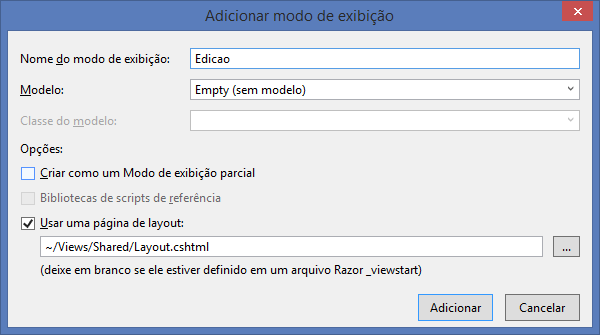 Adicionar modo de exibição
Nome do modo de exibição: Edicao
Modelo: Empty (sem modelo)
Classe do modelo:
Opções:
Criar como um Modo de exibição parcial
Bibliotecas de scripts de referência
Usar uma página de layout:
~/Views/Shared/Layout.cshtml ...
(deixe em branco se ele estiver definido em um arquivo Razor _viewstart)
Adicionar Cancelar